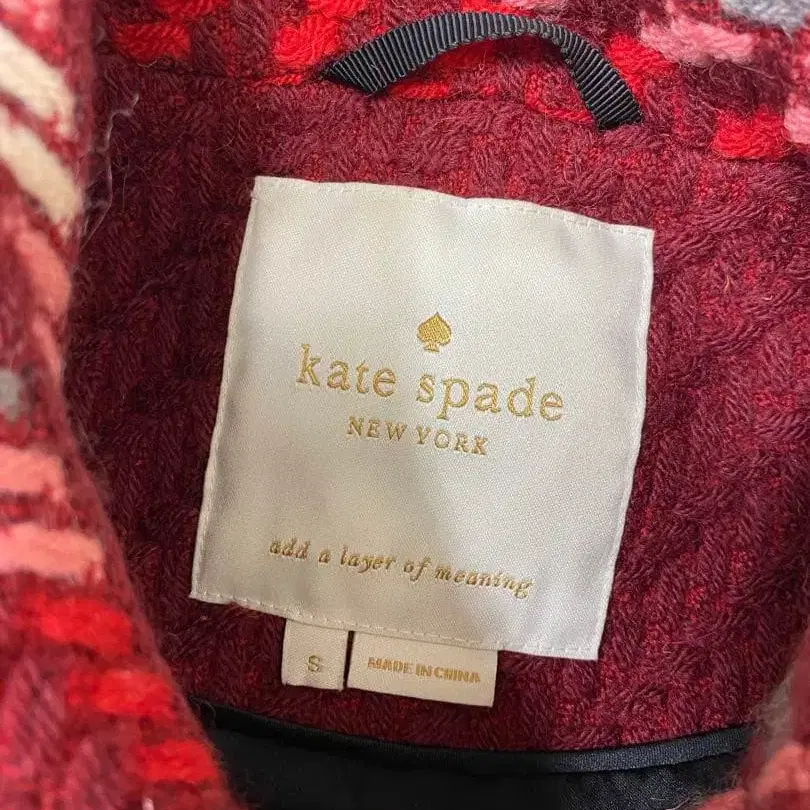 kate spade
NEW YORK
add a layer of meaning
S
MADE IN CHINA